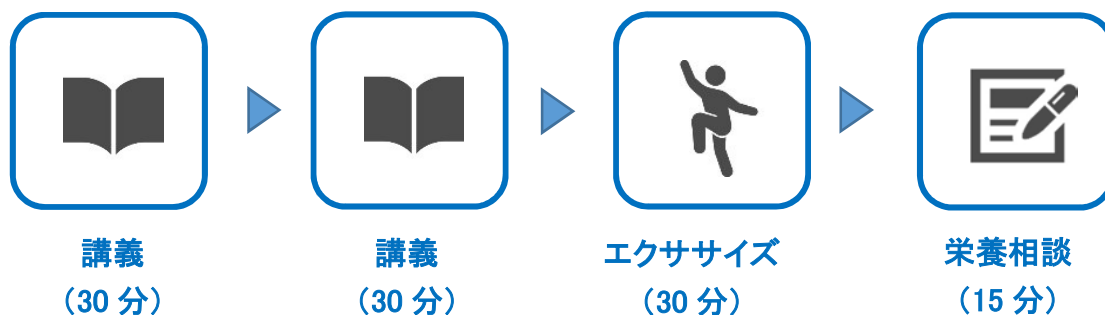 講義
（30 分）
講義
（30 分）
エクササイズ
（30 分）
栄養相談
（15 分）